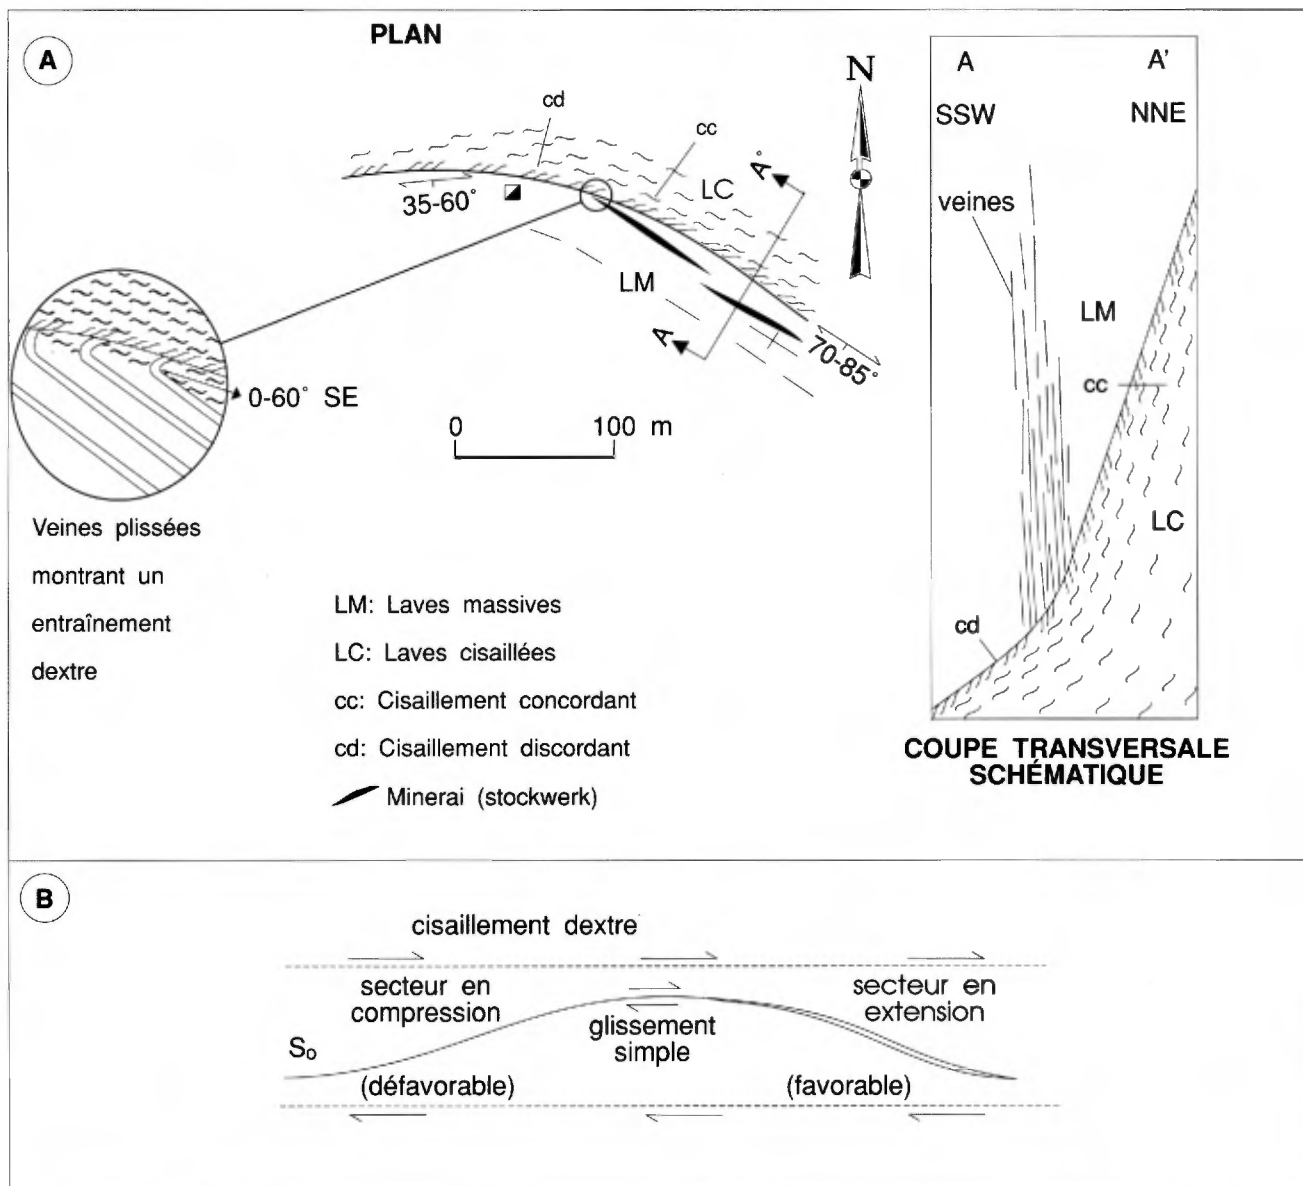 A
PLAN
N
cd
cc
A'
LC
35-60°
LM
A
70-85°
0-60° SE
0 100 m
Veines plissées
montrant un
entraînement
dextre
LM: Laves massives
LC: Laves cisaillées
cc: Cisaillement concordant
cd: Cisaillement discordant
Minerai (stockwerk)
A A'
SSW NNE
veines
LM
cc
LC
cd
COUPE TRANSVERSALE
SCHÉMATIQUE
B
cisaillement dextre
secteur en
compression
glissement
simple
secteur en
extension
S₀
(défavorable)
(favorable)